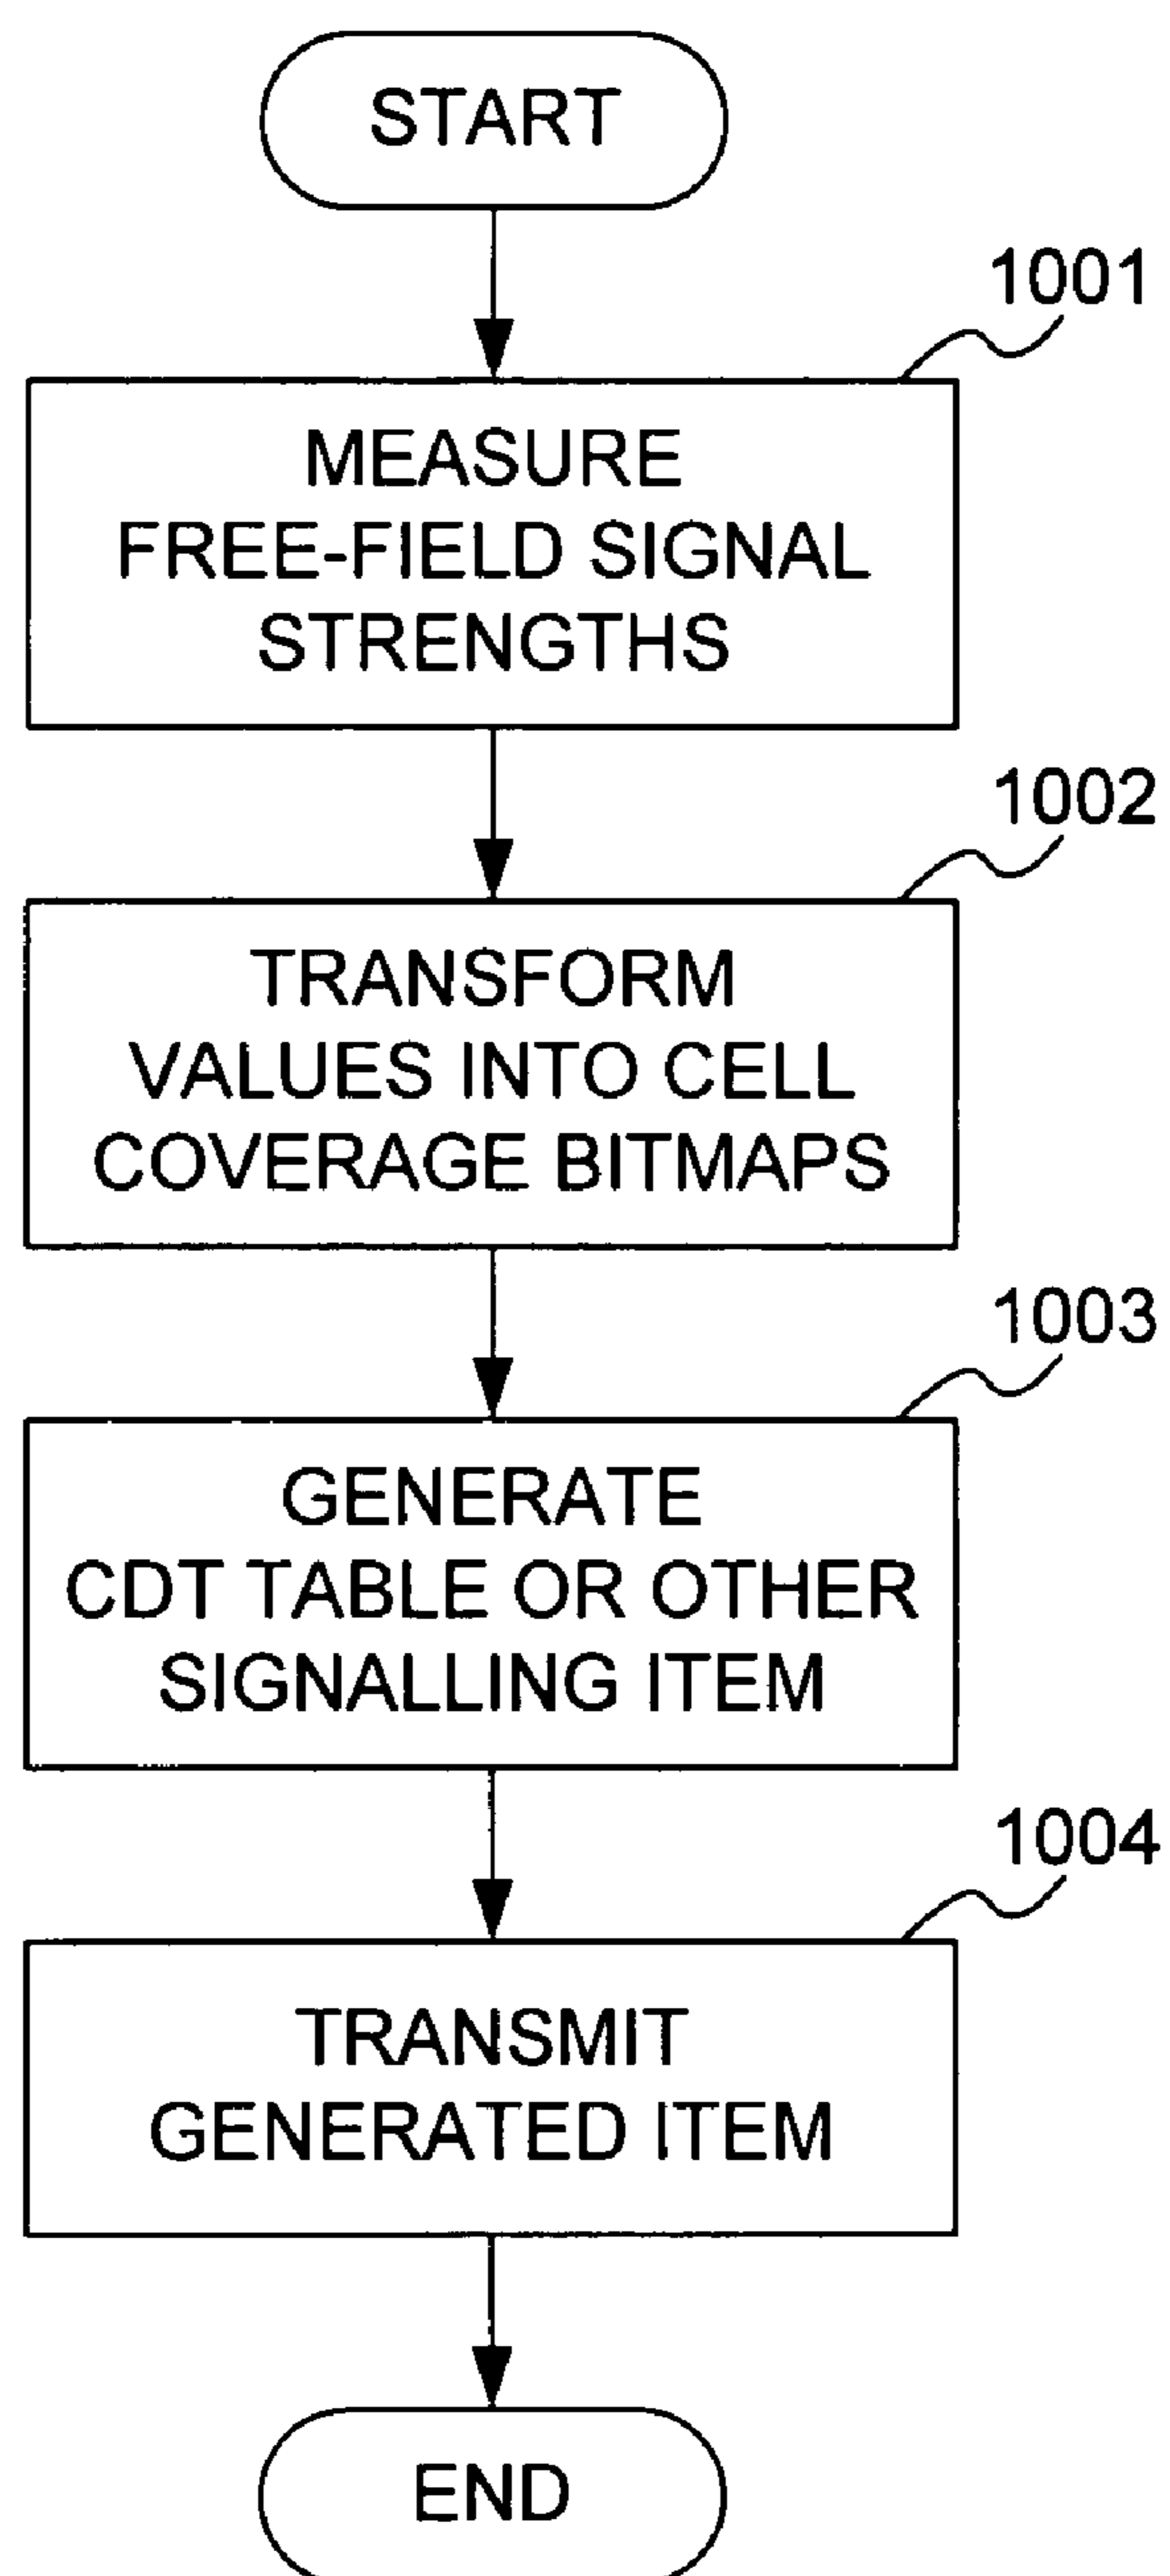 START
1001
MEASURE
FREE-FIELD SIGNAL
STRENGTHS
1002
TRANSFORM
VALUES INTO CELL
COVERAGE BITMAPS
1003
GENERATE
CDT TABLE OR OTHER
SIGNALLING ITEM
1004
TRANSMIT
GENERATED ITEM
END